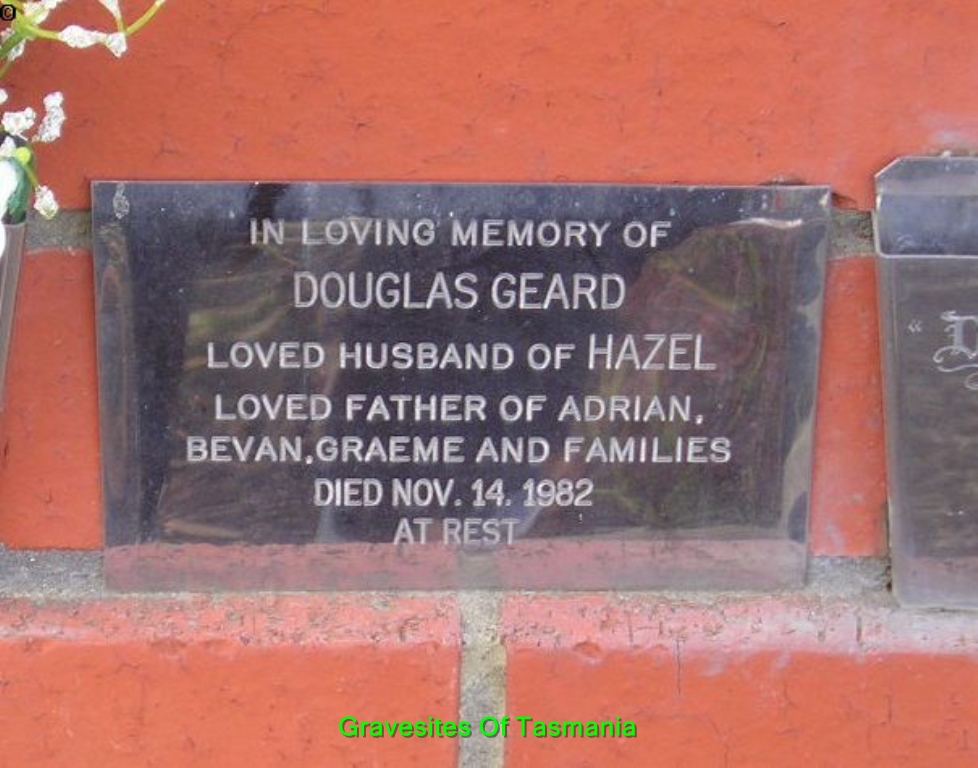 ©
IN LOVING MEMORY OF
DOUGLAS GEARD
LOVED HUSBAND OF HAZEL
LOVED FATHER OF ADRIAN,
BEVAN, GRAEME AND FAMILIES
DIED NOV. 14. 1982
AT REST
Gravesites Of Tasmania